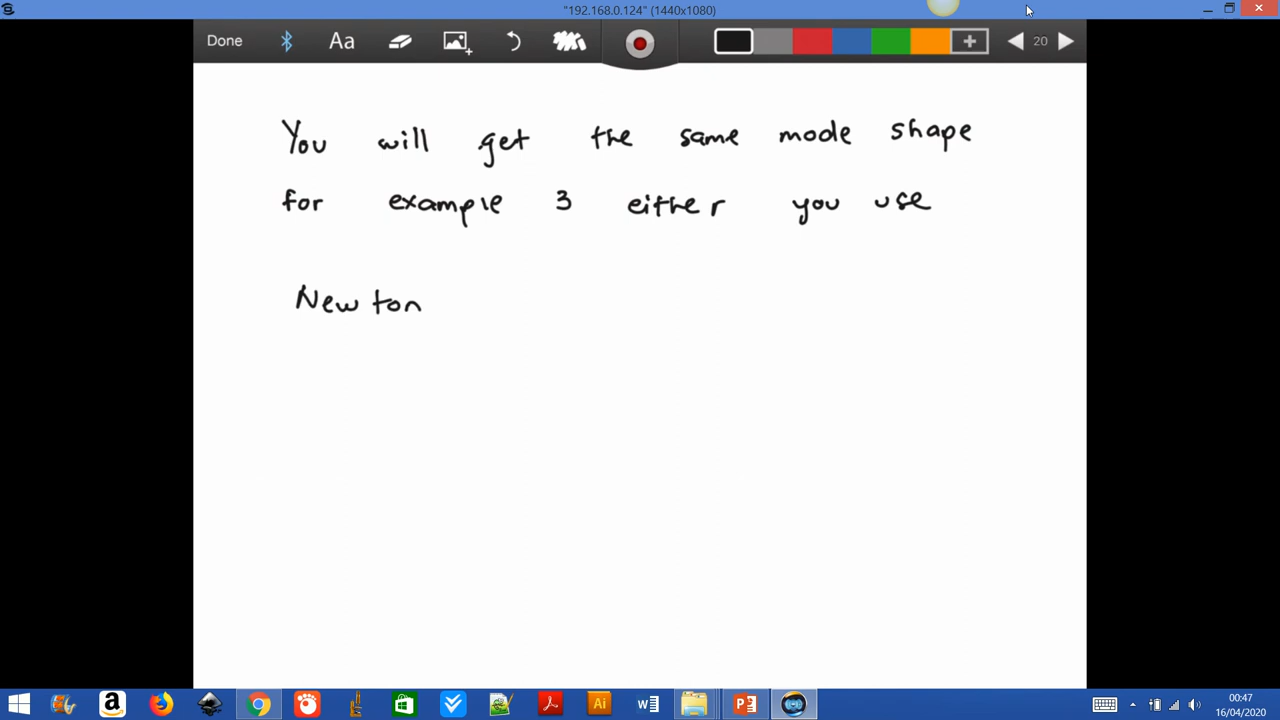 "192.168.0.124" (1440x1080)
Done Aa 20
You will get the same mode shape
for example 3 either you use
Newton
00:47
16/04/2020